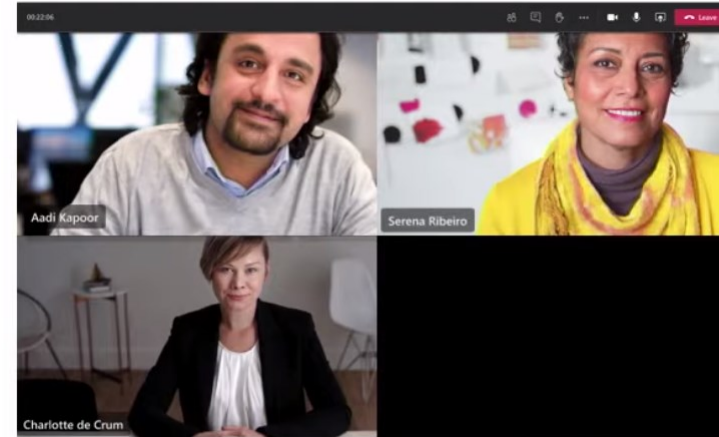 00:22:06
Leave
Aadi Kapoor
Serena Ribeiro
Charlotte de Crum